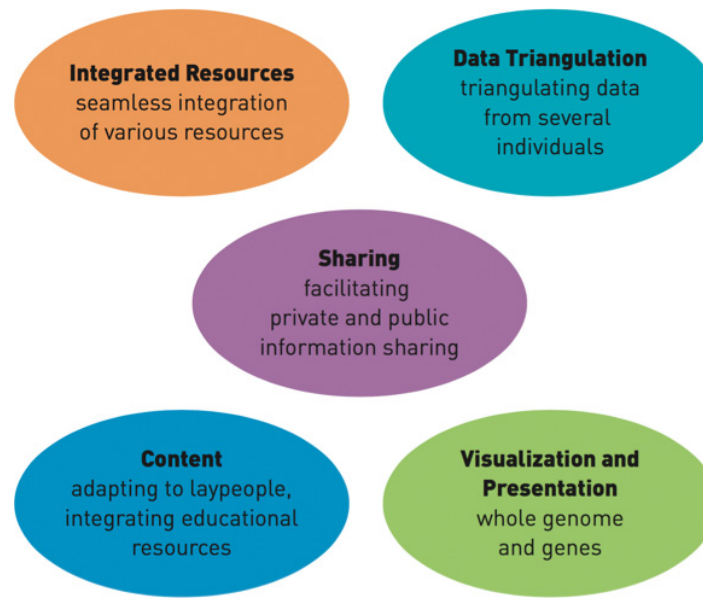 Integrated Resources
seamless integration
of various resources
Data Triangulation
triangulating data
from several
individuals
Sharing
facilitating
private and public
information sharing
Content
adapting to laypeople,
integrating educational
resources
Visualization and
Presentation
whole genome
and genes